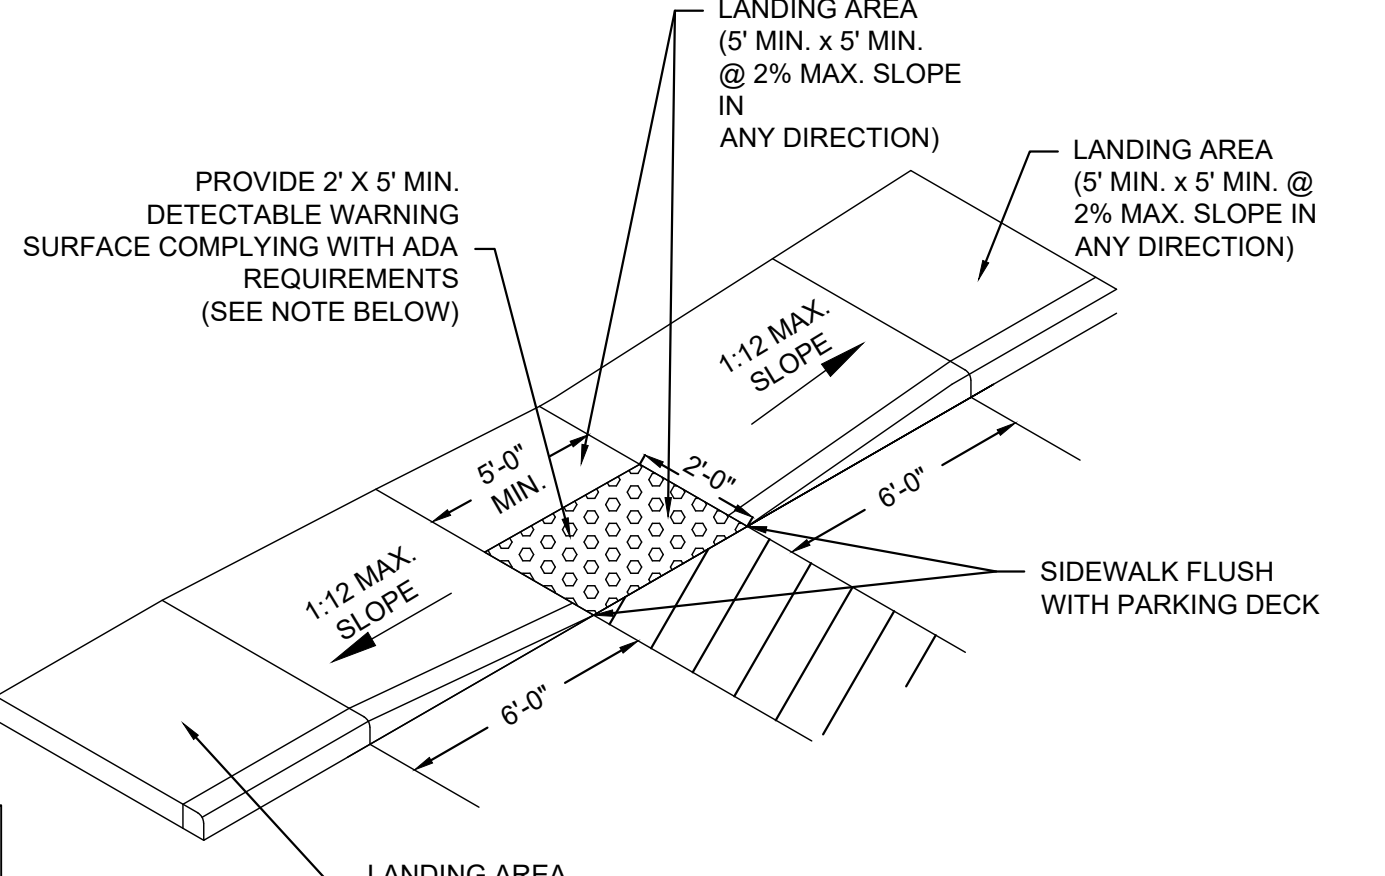 LANDING AREA
(5' MIN. x 5' MIN.
@ 2% MAX. SLOPE
IN
ANY DIRECTION)
LANDING AREA
(5' MIN. x 5' MIN. @
2% MAX. SLOPE IN
ANY DIRECTION)
PROVIDE 2' X 5' MIN.
DETECTABLE WARNING
SURFACE COMPLYING WITH ADA
REQUIREMENTS
(SEE NOTE BELOW)
1:12 MAX.
SLOPE
5'-0"
MIN.
2'-0"
6'-0"
1:12 MAX.
SLOPE
SIDEWALK FLUSH
WITH PARKING DECK
6'-0"
LANDING AREA